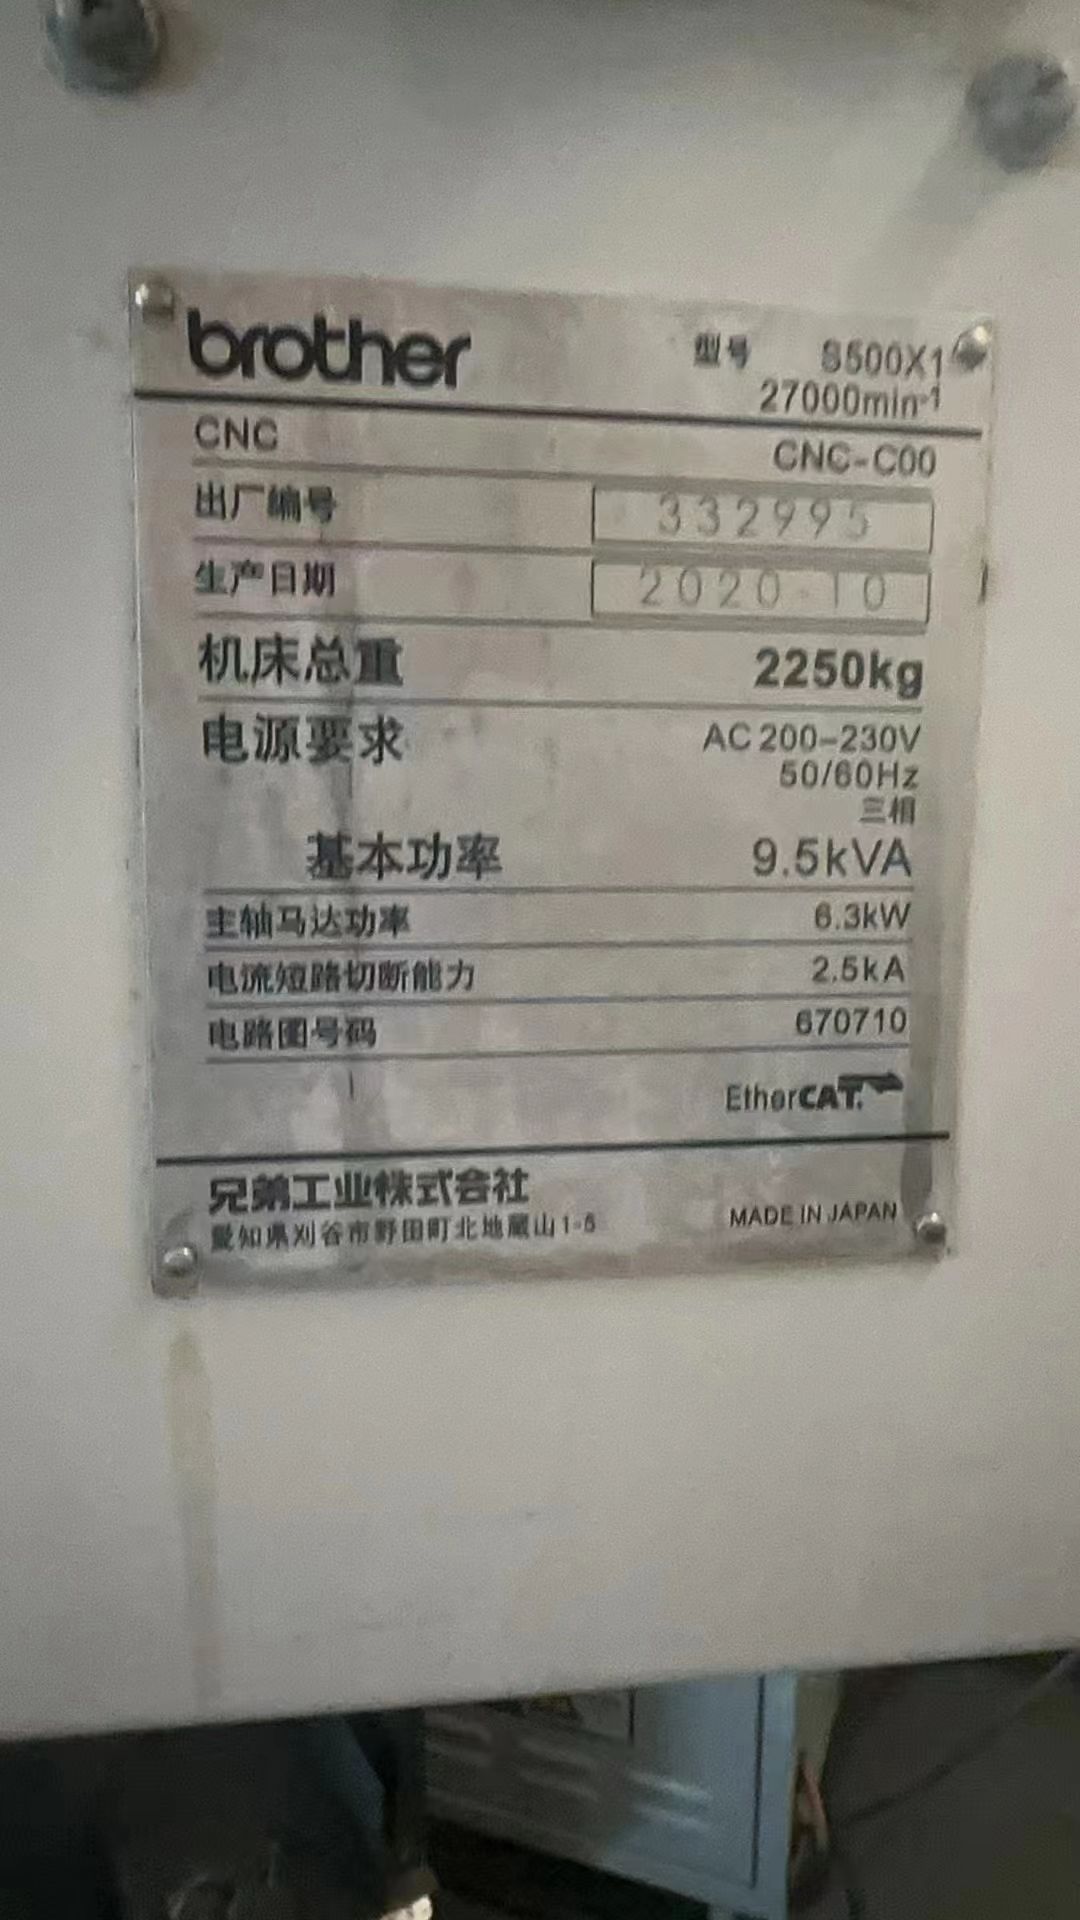 brother 型号 S500X1
27000min-1
CNC CNC-C00
出厂编号 332995
生产日期 2020-10
机床总重 2250kg
电源要求 AC 200-230V
50/60Hz
三相
基本功率 9.5kVA
主轴马达功率 6.3kW
电流短路切断能力 2.5kA
电路图号码 670710
EtherCAT.
兄弟工业株式会社
愛知県刈谷市野田町北地蔵山1-5 MADE IN JAPAN